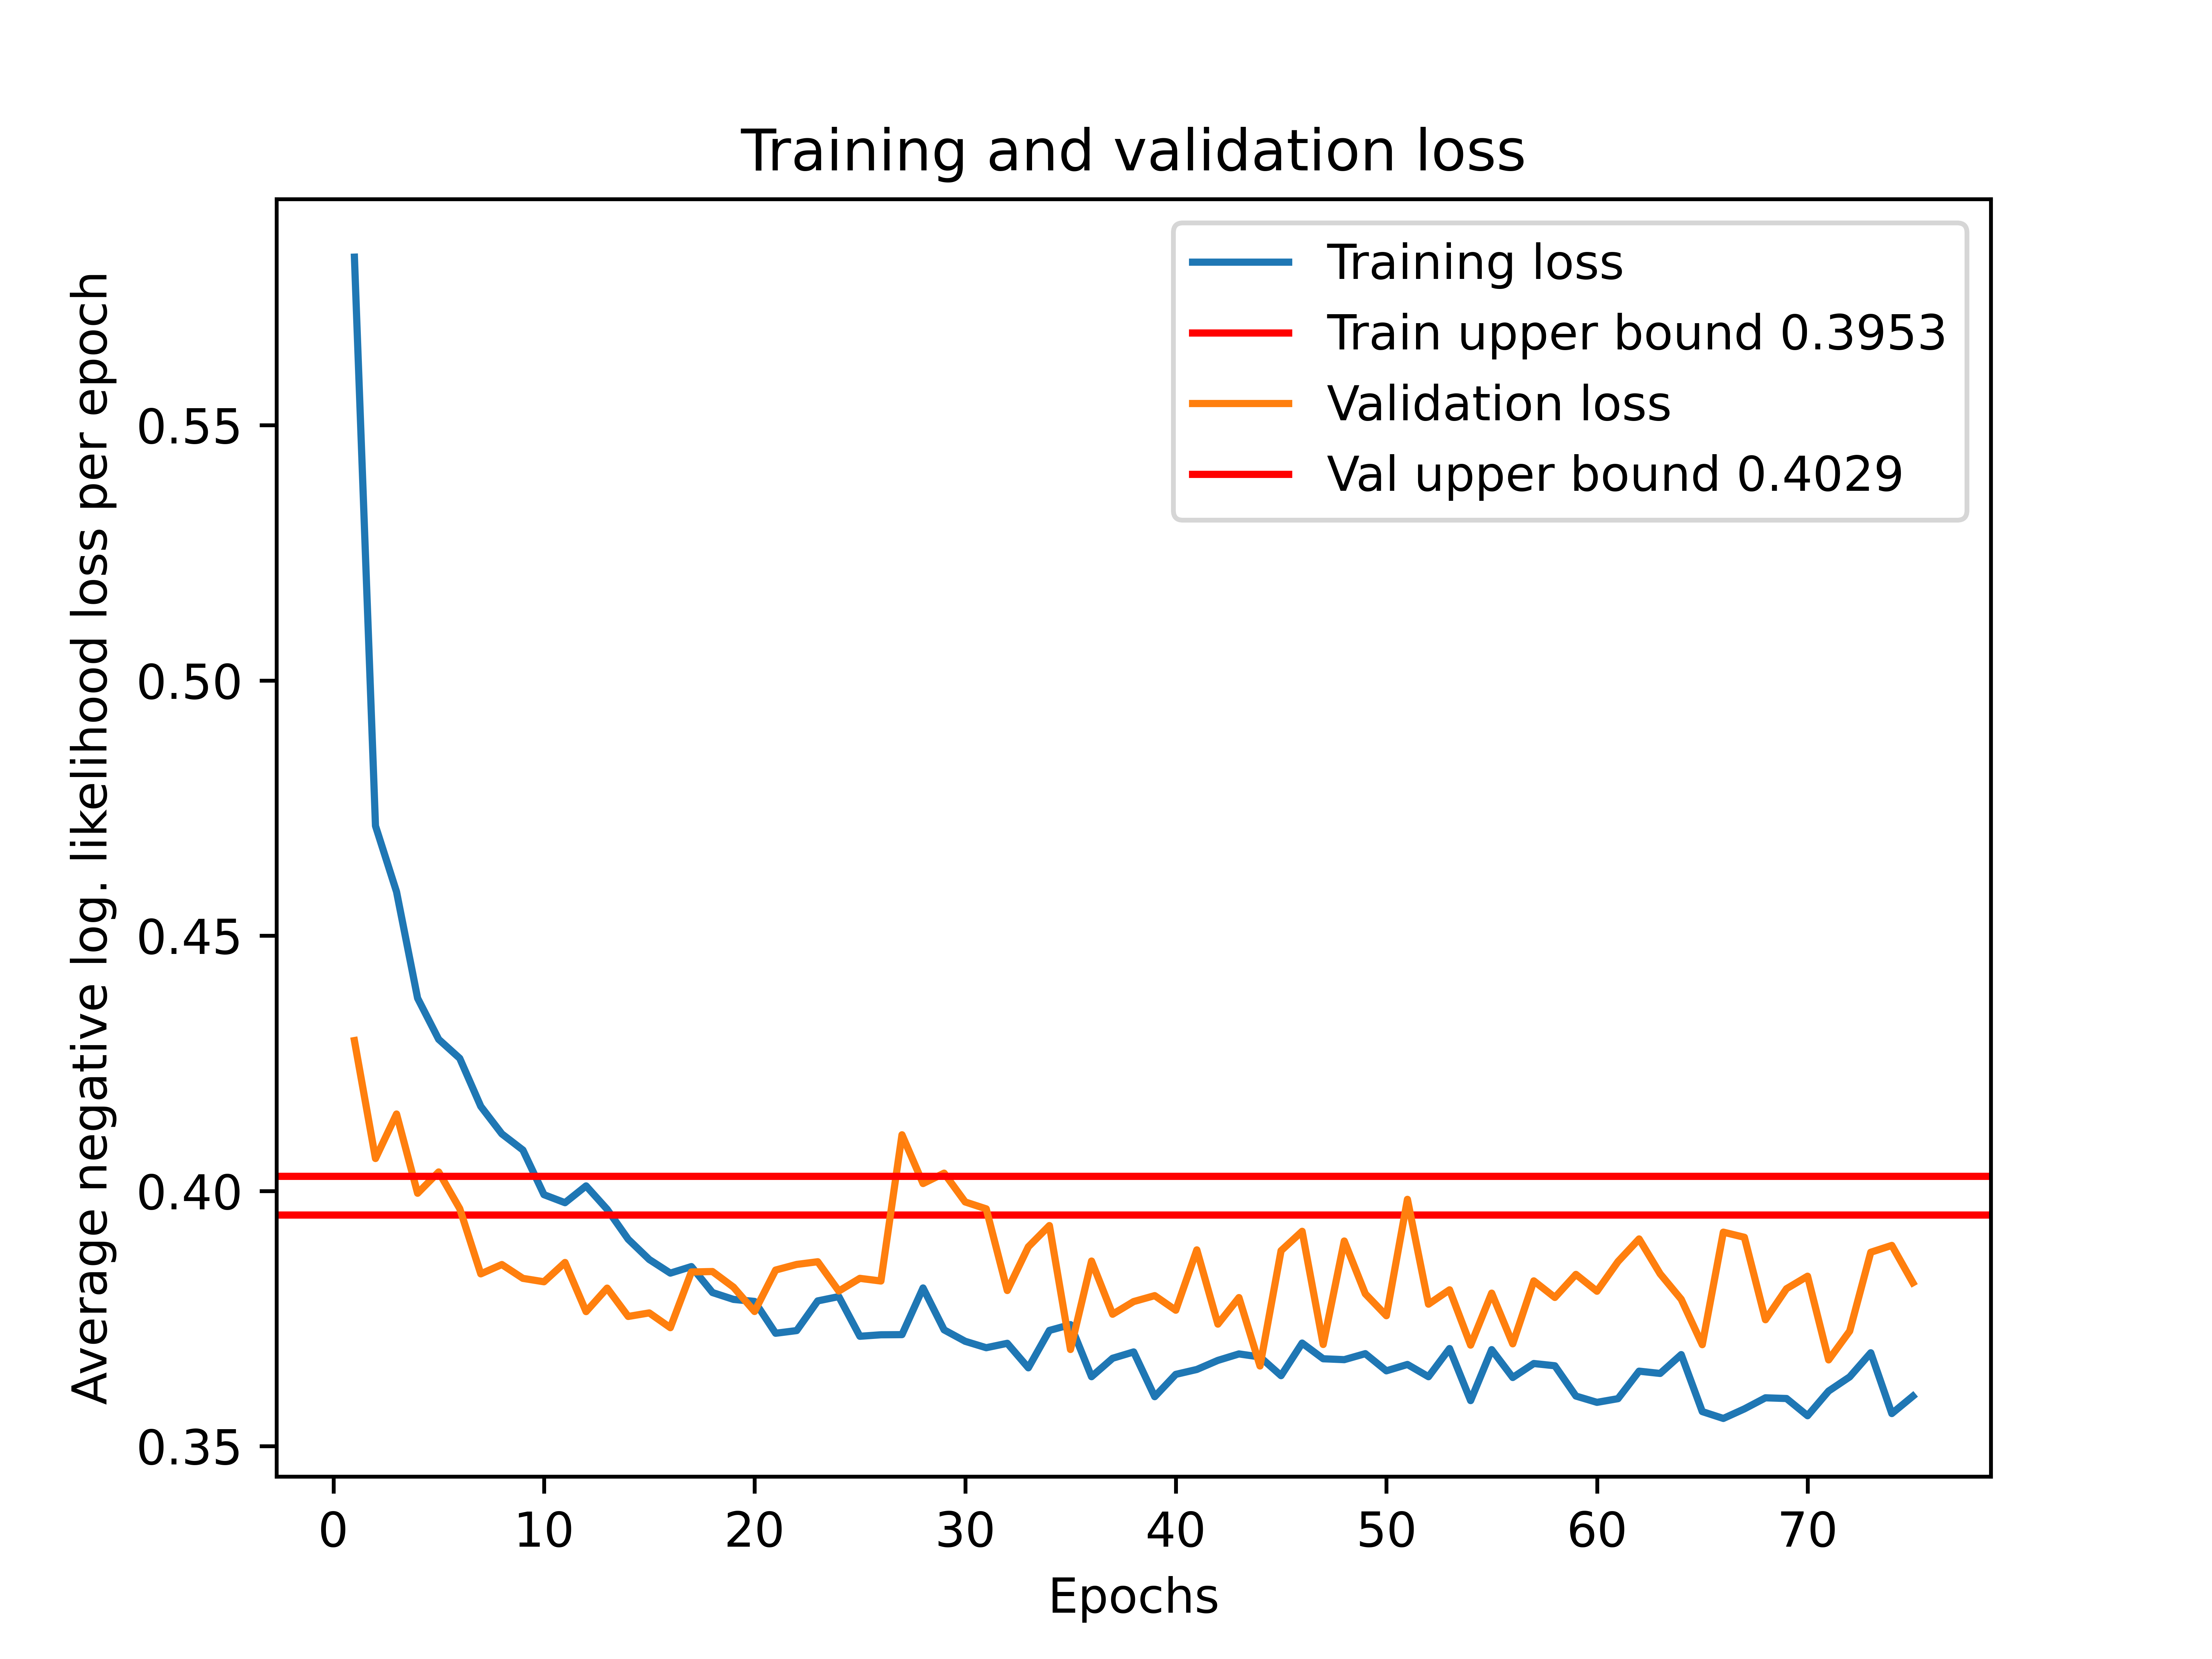 Training and validation loss
Training loss
Train upper bound 0.3953
Validation loss
Val upper bound 0.4029
Average negative log. likelihood loss per epoch
0.55
0.50
0.45
0.40
0.35
0 10 20 30 40 50 60 70
Epochs